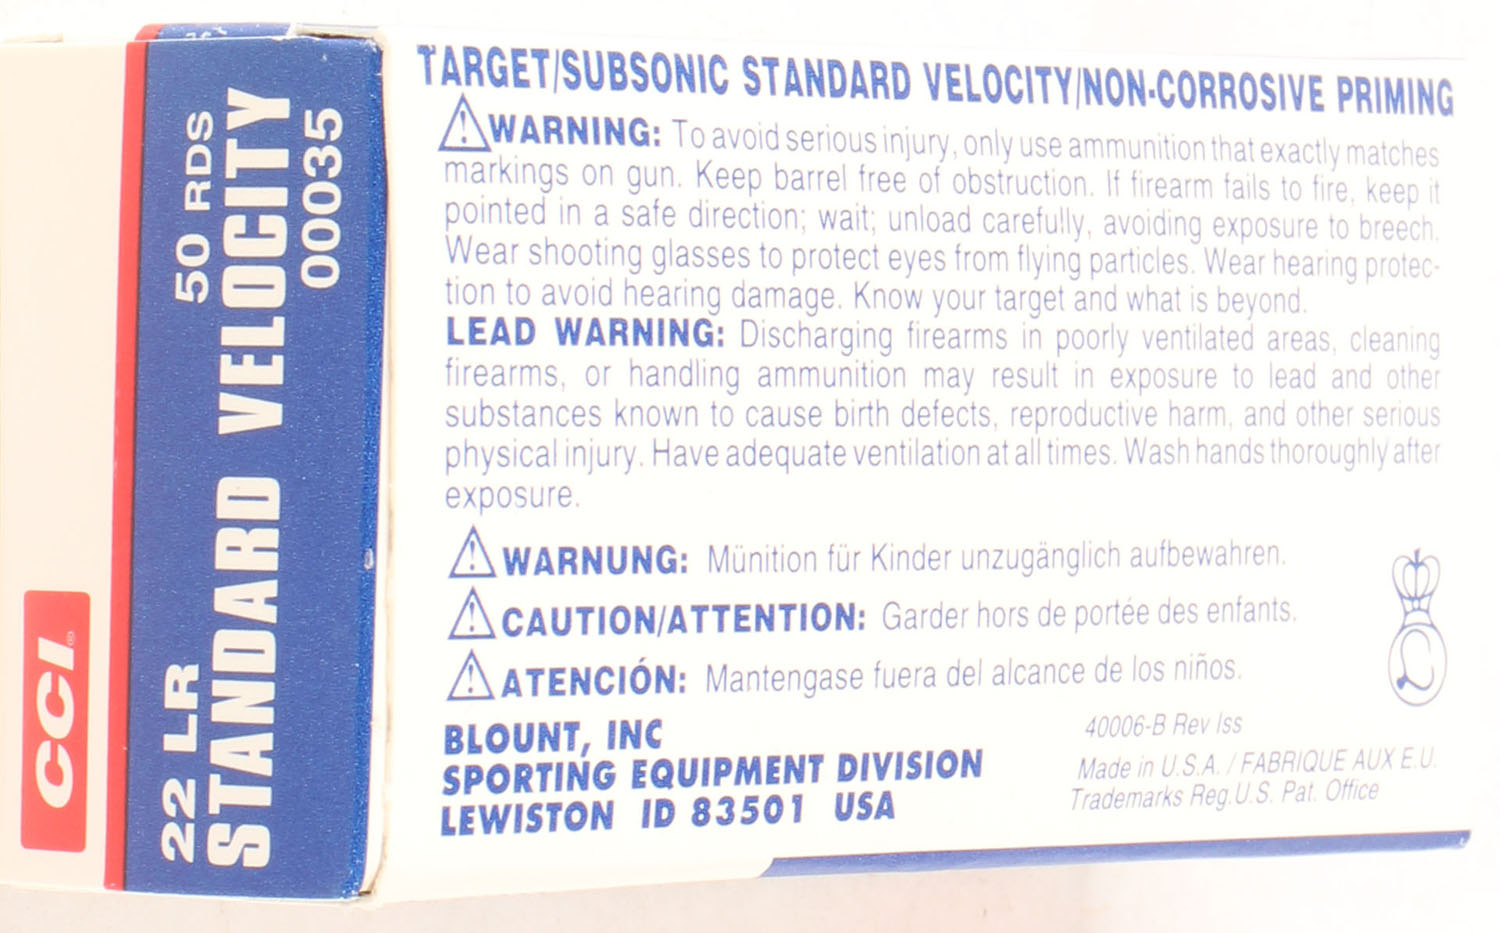 CCI®
22 LR 50 RDS
STANDARD VELOCITY
00035
TARGET/SUBSONIC STANDARD VELOCITY/NON-CORROSIVE PRIMING
WARNING: To avoid serious injury, only use ammunition that exactly matches
markings on gun. Keep barrel free of obstruction. If firearm fails to fire, keep it
pointed in a safe direction; wait; unload carefully, avoiding exposure to breech.
Wear shooting glasses to protect eyes from flying particles. Wear hearing protec-
tion to avoid hearing damage. Know your target and what is beyond.
LEAD WARNING: Discharging firearms in poorly ventilated areas, cleaning
firearms, or handling ammunition may result in exposure to lead and other
substances known to cause birth defects, reproductive harm, and other serious
physical injury. Have adequate ventilation at all times. Wash hands thoroughly after
exposure.
WARNUNG: Münition für Kinder unzugänglich aufbewahren.
CAUTION/ATTENTION: Garder hors de portée des enfants.
ATENCIÓN: Mantengase fuera del alcance de los niños.
BLOUNT, INC
SPORTING EQUIPMENT DIVISION
LEWISTON ID 83501 USA
40006-B Rev Iss
Made in U.S.A. / FABRIQUE AUX E.U.
Trademarks Reg. U.S. Pat. Office